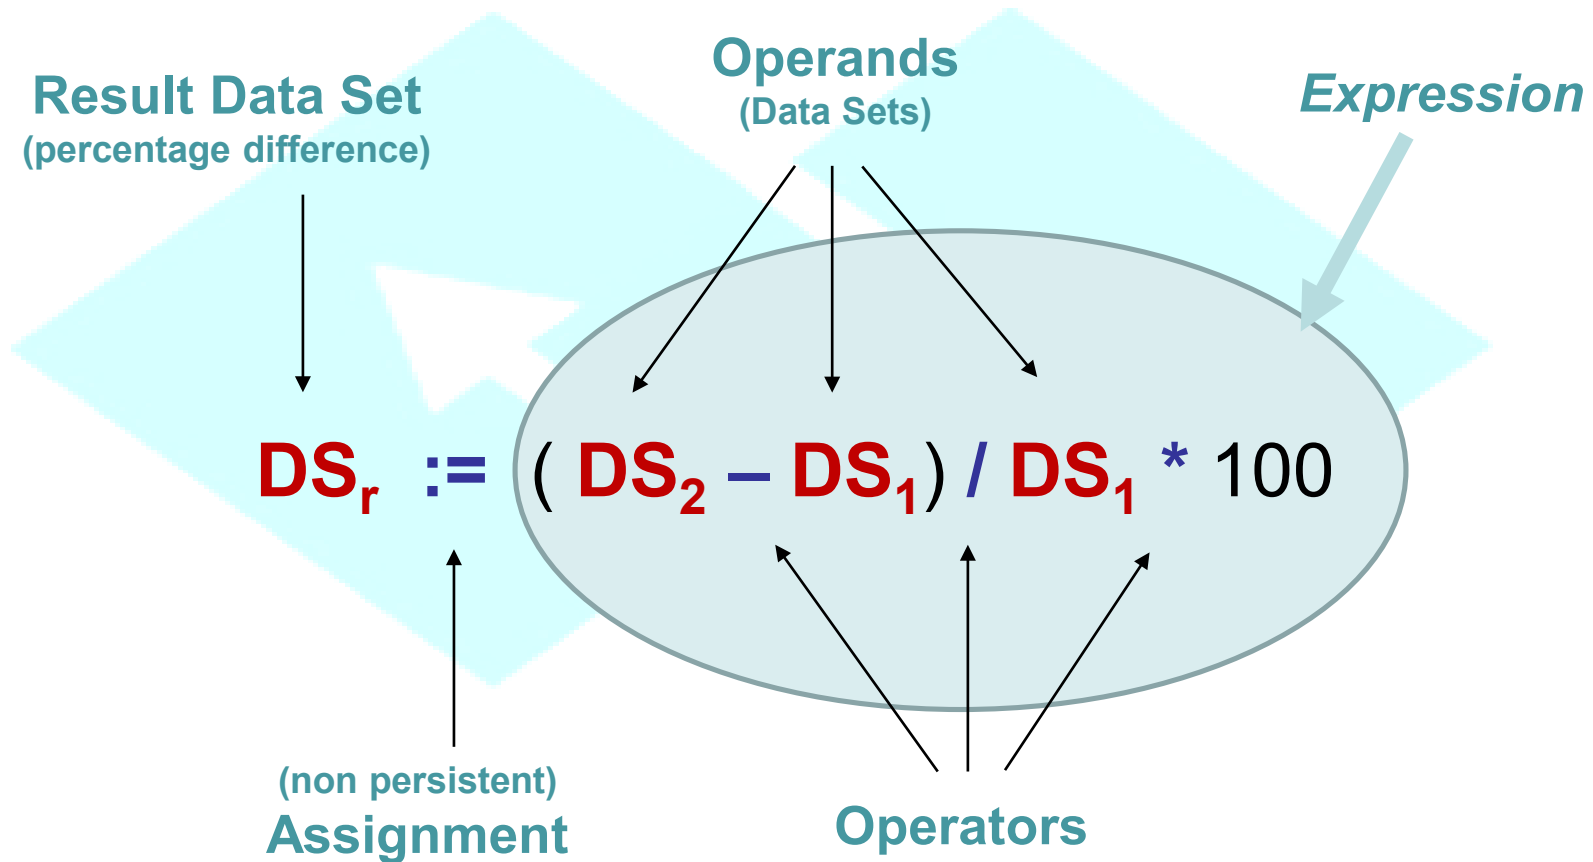 Operands
(Data Sets)
Result Data Set
(percentage difference)
Expression
DSᵣ := ( DS₂ – DS₁ ) / DS₁ * 100
(non persistent)
Assignment
Operators